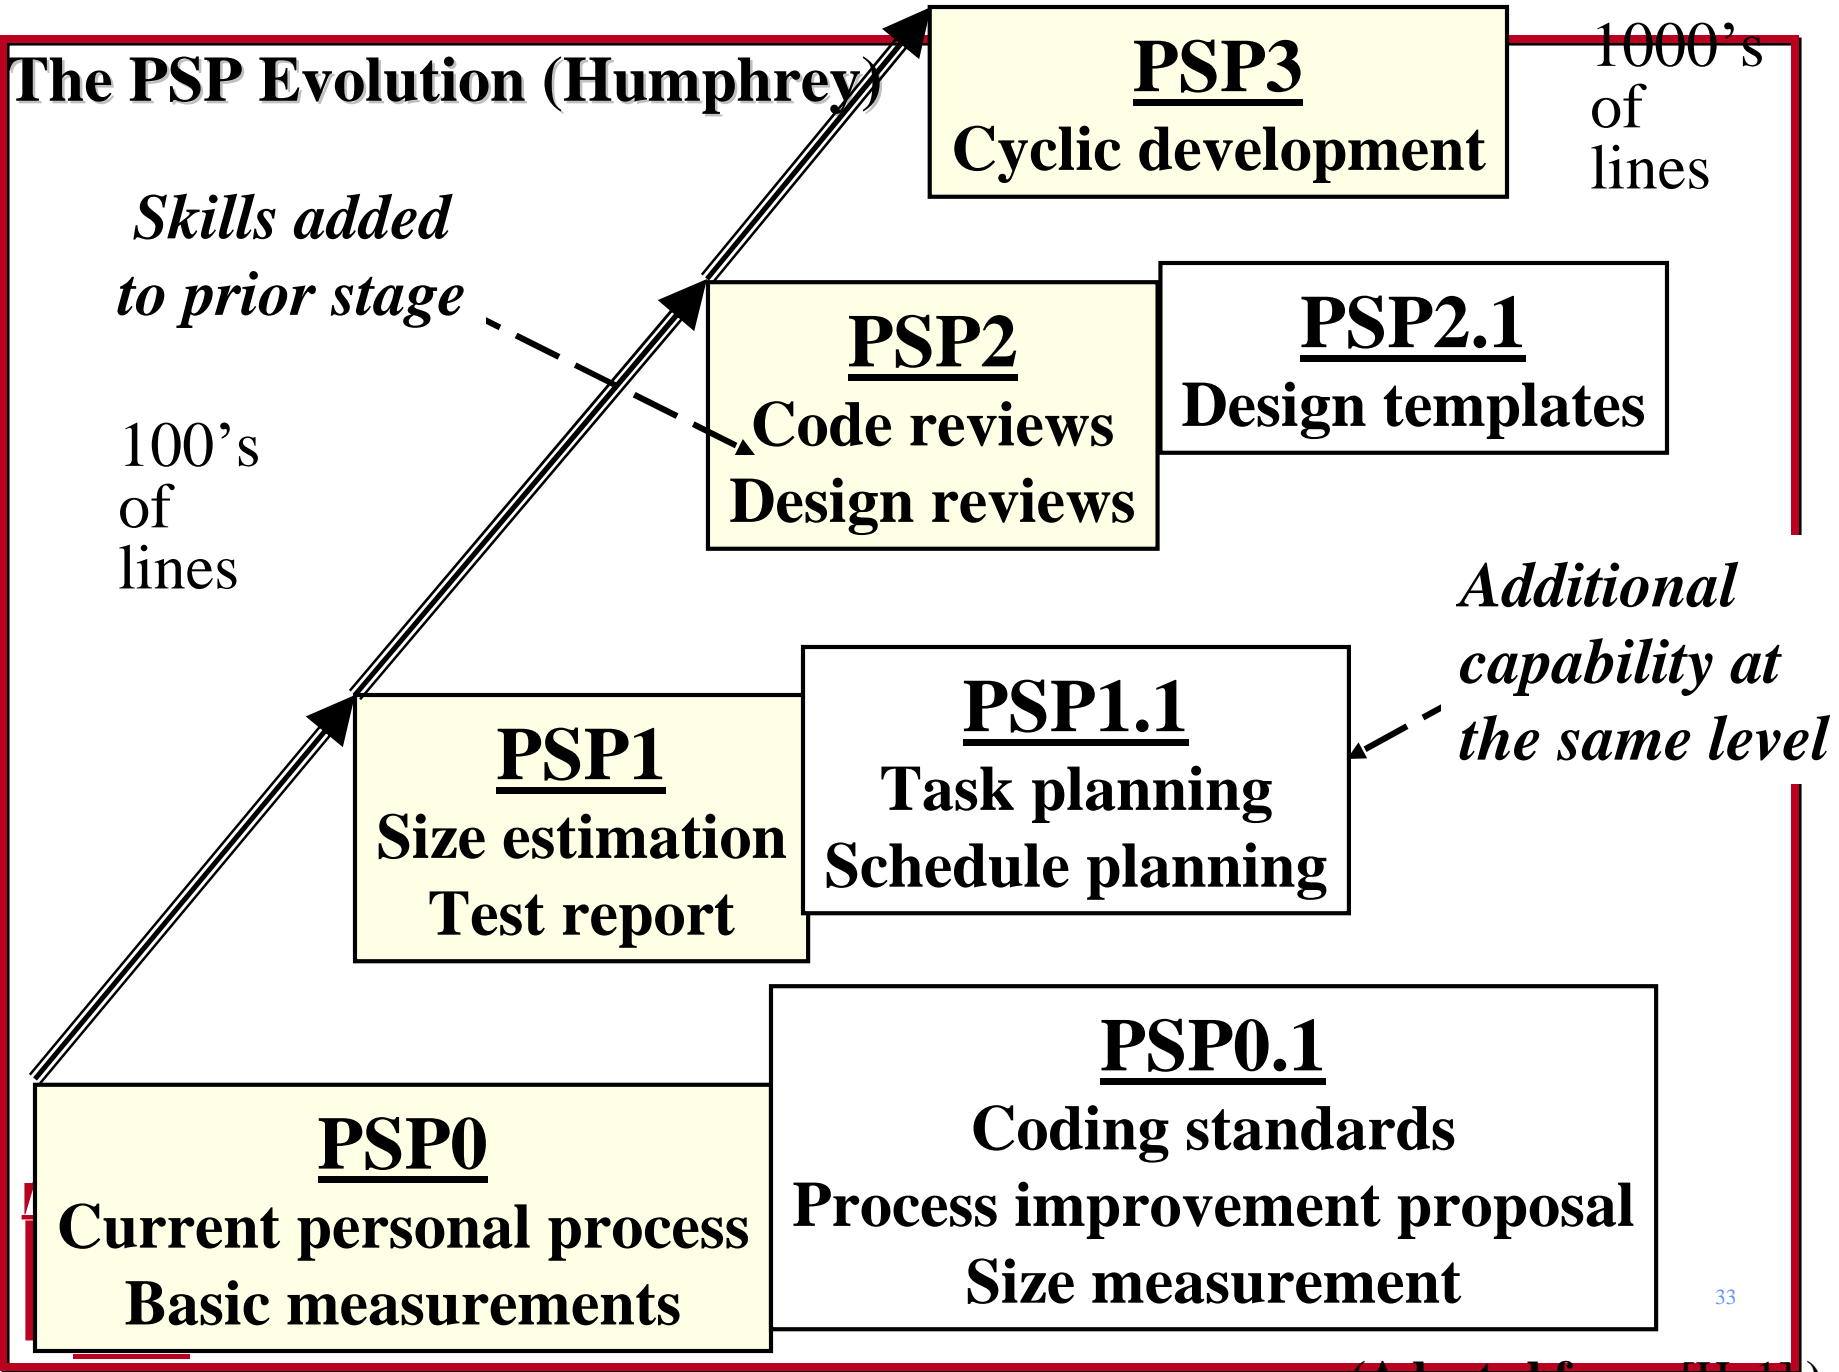 The PSP Evolution (Humphrey)
PSP3
Cyclic development
1000’s
of
lines
Skills added
to prior stage
PSP2
Code reviews
Design reviews
PSP2.1
Design templates
100’s
of
lines
Additional
capability at
the same level
PSP1
Size estimation
Test report
PSP1.1
Task planning
Schedule planning
PSP0
Current personal process
Basic measurements
PSP0.1
Coding standards
Process improvement proposal
Size measurement
33